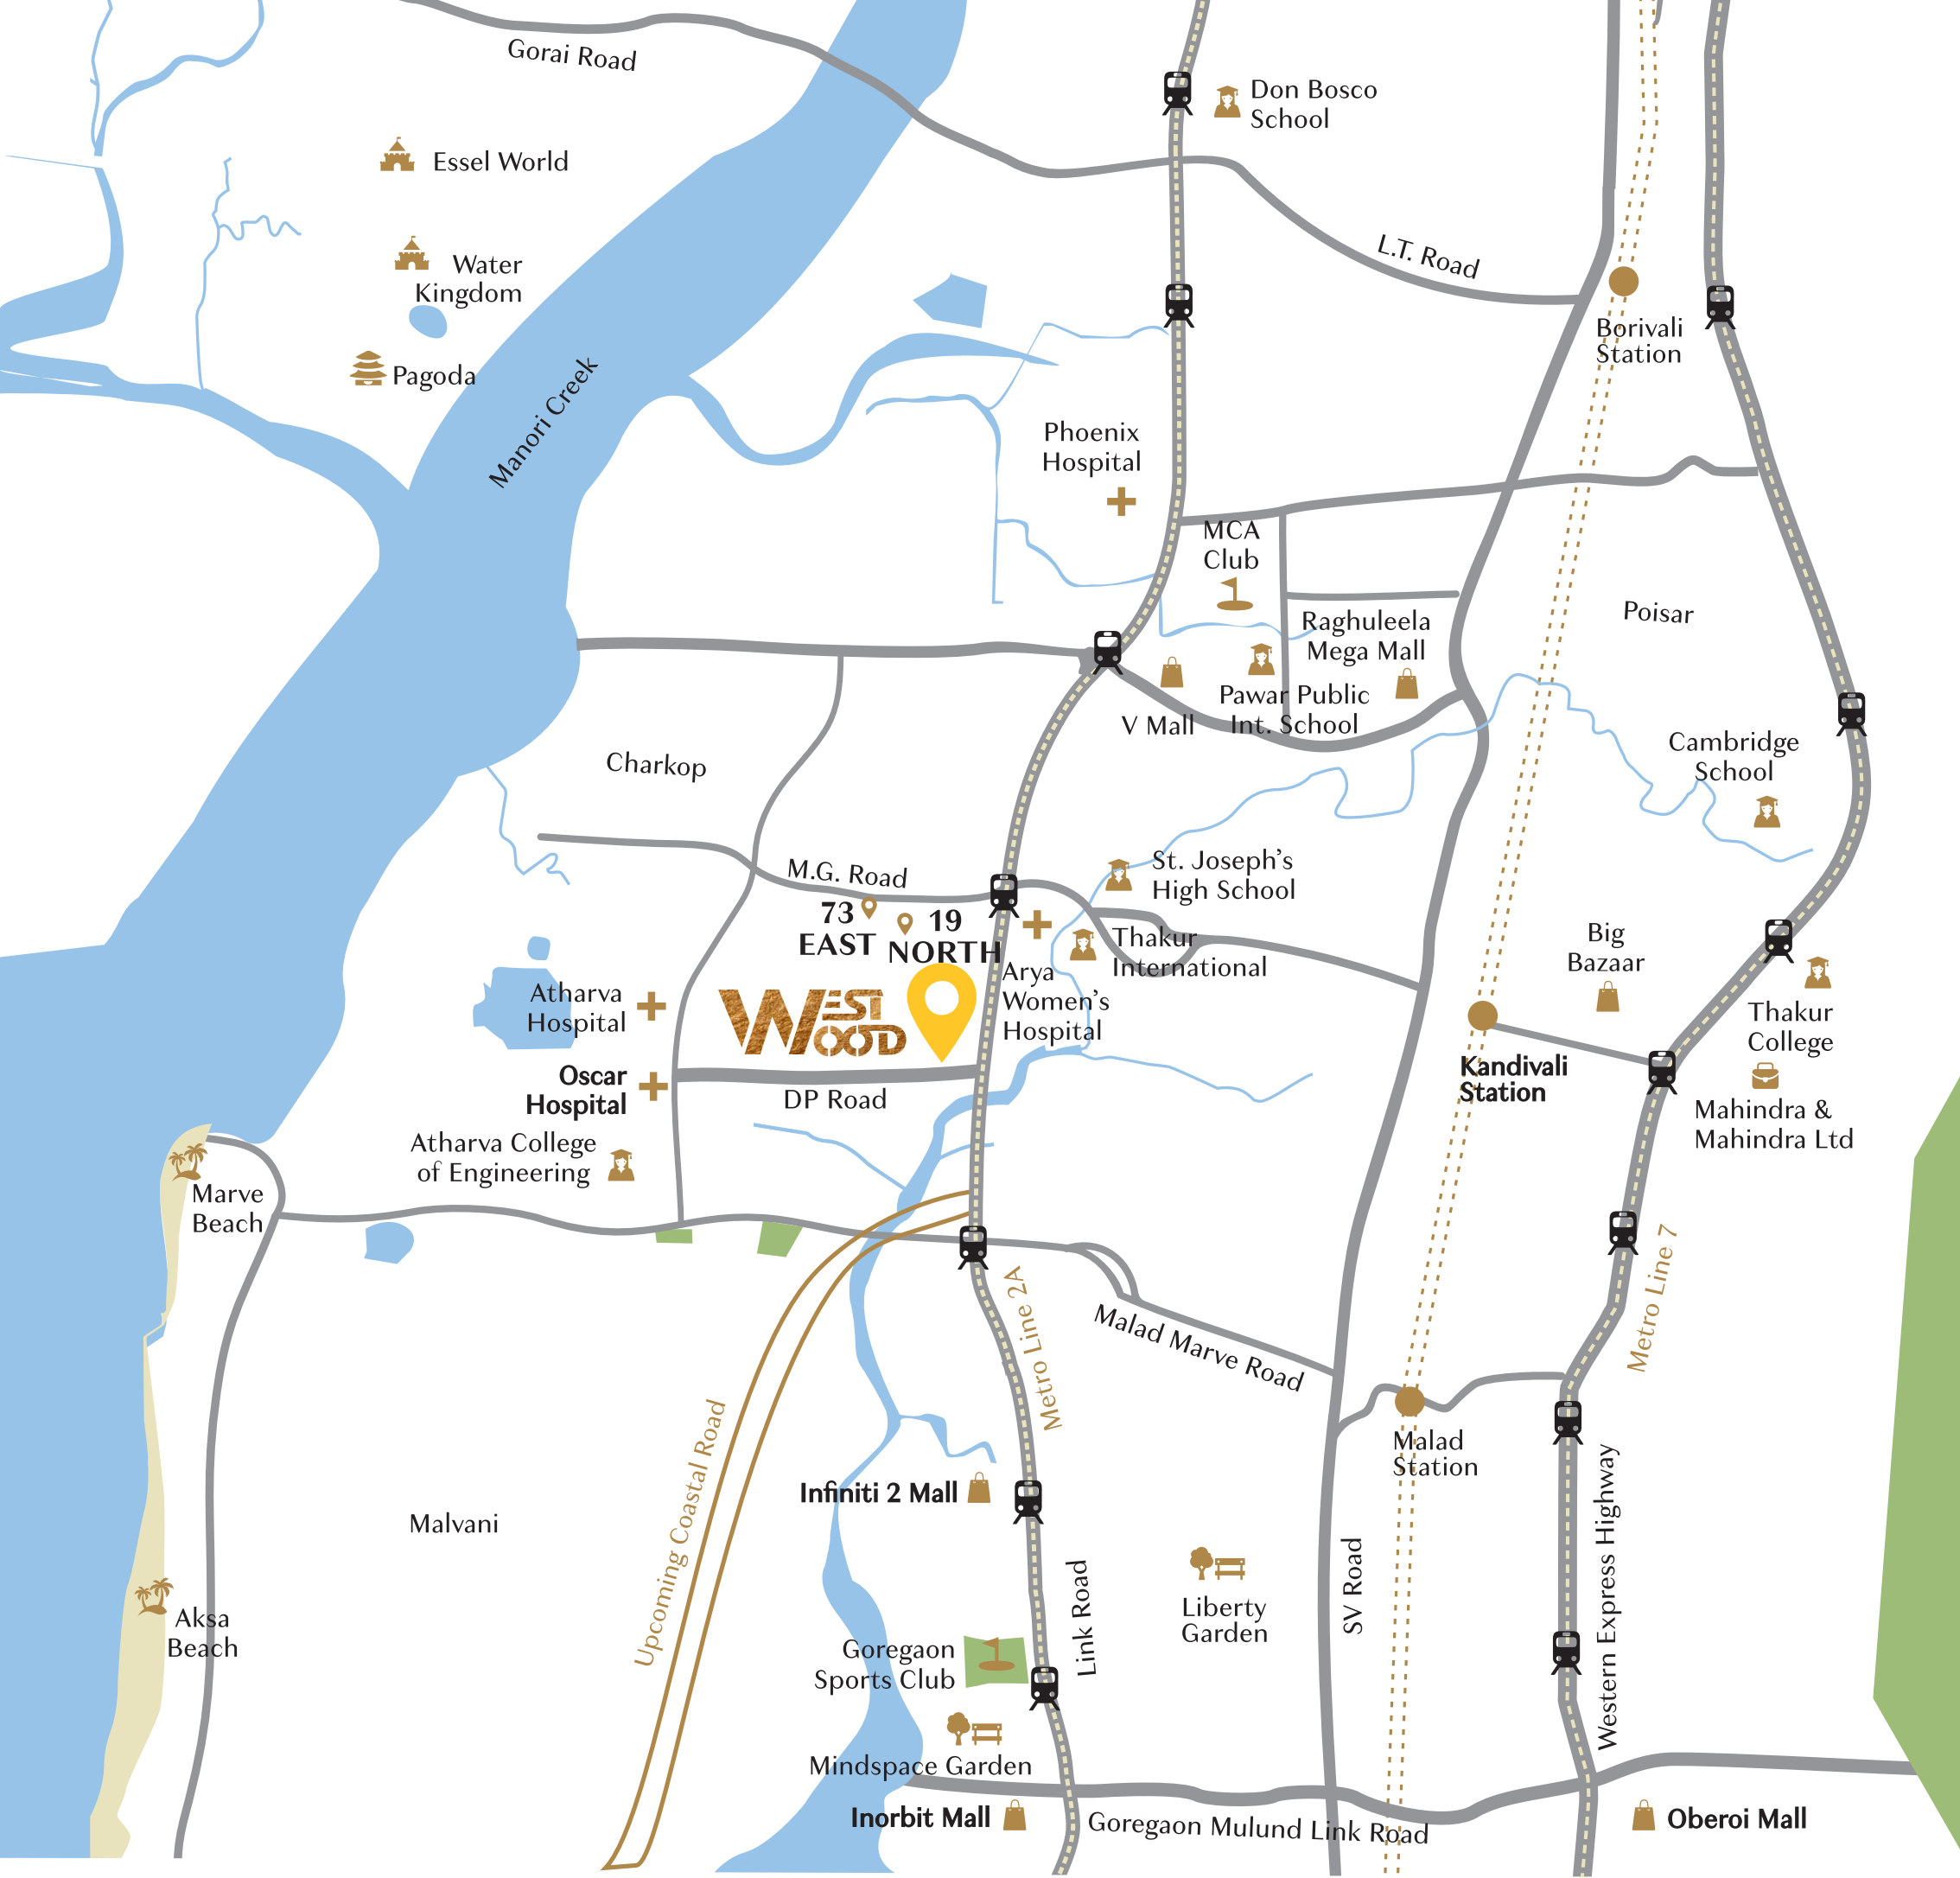 Gorai Road
Don Bosco
School
Essel World
Water
Kingdom
L.T. Road
Borivali
Station
Pagoda
Manori Creek
Phoenix
Hospital
MCA
Club
Poisar
Raghuleela
Mega Mall
Pawar Public
Int. School
V Mall
Charkop
Cambridge
School
M.G. Road
St. Joseph's
High School
73
EAST
19
NORTH
Thakur
International
Big
Bazaar
Arya
Women's
Hospital
Atharva
Hospital
WEST
WOOD
Thakur
College
Kandivali
Station
Oscar
Hospital
DP Road
Mahindra &
Mahindra Ltd
Atharva College
of Engineering
Marve
Beach
Metro Line 2A
Metro Line 7
Malad Marve Road
Upcoming Coastal Road
Malad
Station
Infiniti 2 Mall
Malvani
Western Express Highway
SV Road
Link Road
Liberty
Garden
Aksa
Beach
Goregaon
Sports Club
Mindspace Garden
Inorbit Mall
Goregaon Mulund Link Road
Oberoi Mall